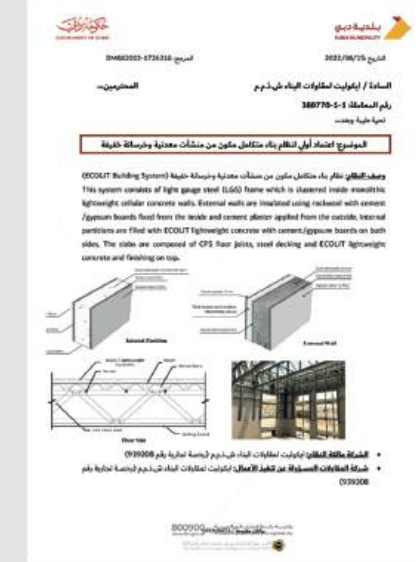 حكومة دبي
GOVERNMENT OF DUBAI
بلدية دبي
DUBAI MUNICIPALITY
التاريخ: 2022/08/15
السادة / ايكوليت لمقاولات البناء ش.ذ.م.م المحترمين،،
رقم المعاملة: 1-1-380770
تحية طيبة وبعد،،
الموضوع: اعتماد أولي لنظام بناء متكامل مكون من منشآت معدنية وخرسانة خفيفة
وصف النظام: نظام بناء متكامل مكون من منشآت معدنية وخرسانة خفيفة (ECOLIT Building System)
This system consists of light gauge steel (LGS) frame which is clustered inside monolithic
lightweight cellular concrete walls. External walls are insulated using rockwool with cement
/gypsum boards fixed from the inside and cement plaster applied from the outside. Internal
partitions are filled with ECOLIT lightweight concrete with cement/gypsum boards on both
sides. The slabs are composed of CFS floor joists, steel decking and ECOLIT lightweight
concrete and finishing on top.
Internal Partition
External Wall
Floor Slab
الشركة مالكة النظام: ايكوليت لمقاولات البناء ش.ذ.م.م (رخصة تجارية رقم 939208)
شركة المقاولات المسؤولة عن تنفيذ الأعمال: ايكوليت لمقاولات البناء ش.ذ.م.م (رخصة تجارية رقم
939208)
800900